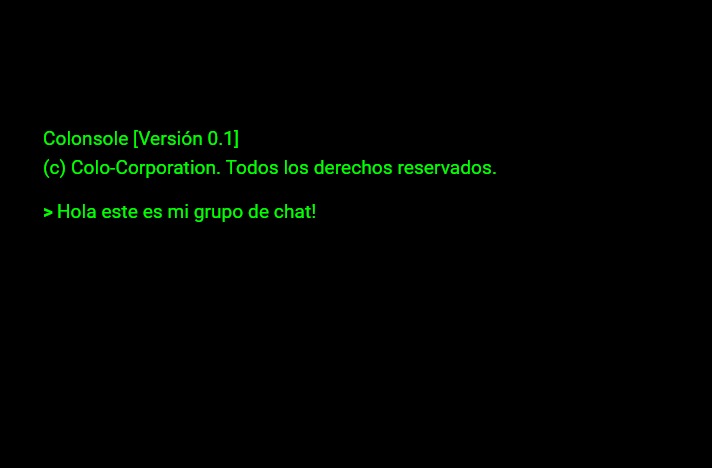 Colonsole [Versión 0.1]
(c) Colo-Corporation. Todos los derechos reservados.
> Hola este es mi grupo de chat!